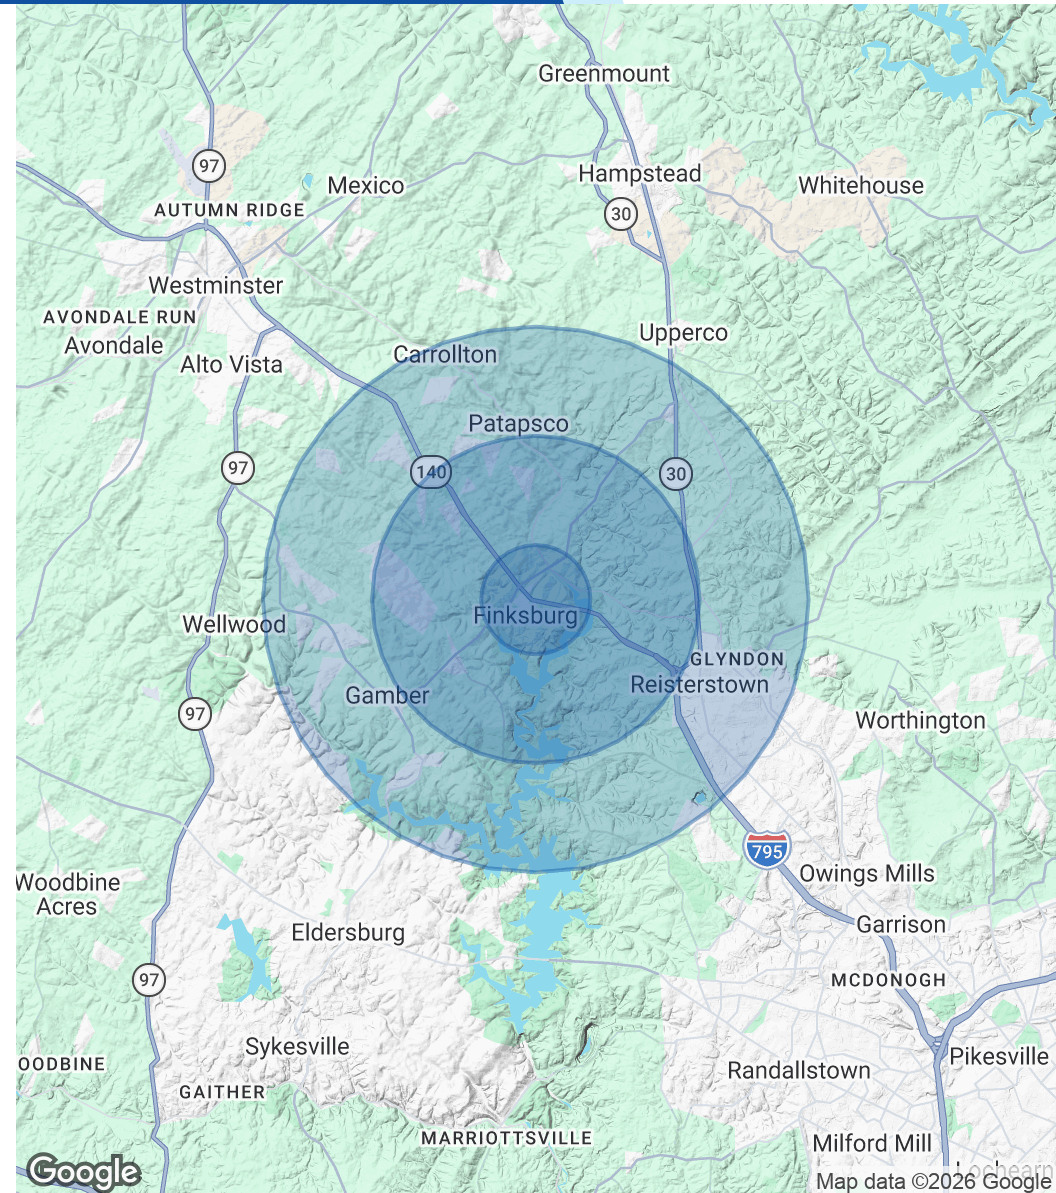 Greenmount
Hampstead
97
Mexico
Whitehouse
AUTUMN RIDGE
30
Westminster
AVONDALE RUN
Avondale
Upperco
Carrollton
Alto Vista
Patapsco
97
140
30
Finksburg
Wellwood
GLYNDON
Reisterstown
Gamber
97
Worthington
795
Owings Mills
Woodbine
Acres
Garrison
Eldersburg
97
MCDONOGH
Sykesville
Pikesville
OODBINE
Randallstown
GAITHER
MARRIOTTSVILLE
Milford Mill
Lochearn
Google
Map data ©2026 Google